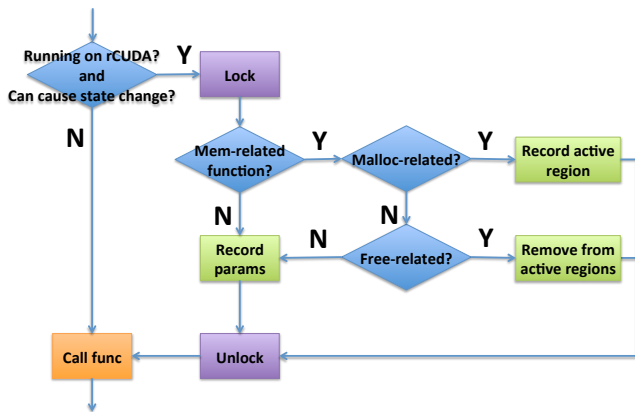 Running on rCUDA?
and
Can cause state change?
Y
Lock
N
Mem-related
function?
Y
Malloc-related?
Y
Record active
region
N
N
Record
params
N
Free-related?
Y
Remove from
active regions
Call func
Unlock